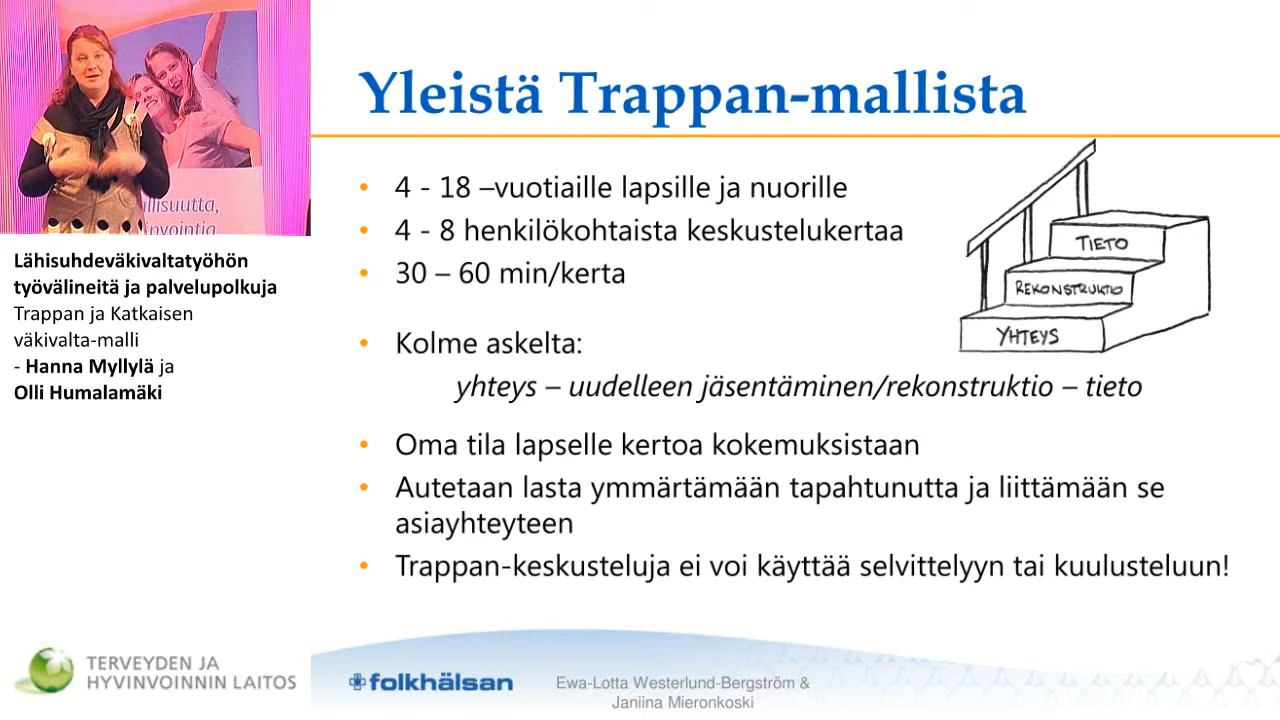 llisuutta,
invointia
Lähisuhdeväkivaltatyöhön
työvälineitä ja palvelupolkuja
Trappan ja Katkaisen
väkivalta-malli
- Hanna Myllylä ja
Olli Humalamäki
TERVEYDEN JA
HYVINVOINNIN LAITOS
Yleistä Trappan-mallista
• 4 - 18 –vuotiaille lapsille ja nuorille
• 4 - 8 henkilökohtaista keskustelukertaa
• 30 – 60 min/kerta
• Kolme askelta:
yhteys – uudelleen jäsentäminen/rekonstruktio – tieto
• Oma tila lapselle kertoa kokemuksistaan
• Autetaan lasta ymmärtämään tapahtunutta ja liittämään se
asiayhteyteen
• Trappan-keskusteluja ei voi käyttää selvittelyyn tai kuulusteluun!
TIETO
REKONSTRUKTIO
YHTEYS
folkhälsan
Ewa-Lotta Westerlund-Bergström &
Janiina Mieronkoski